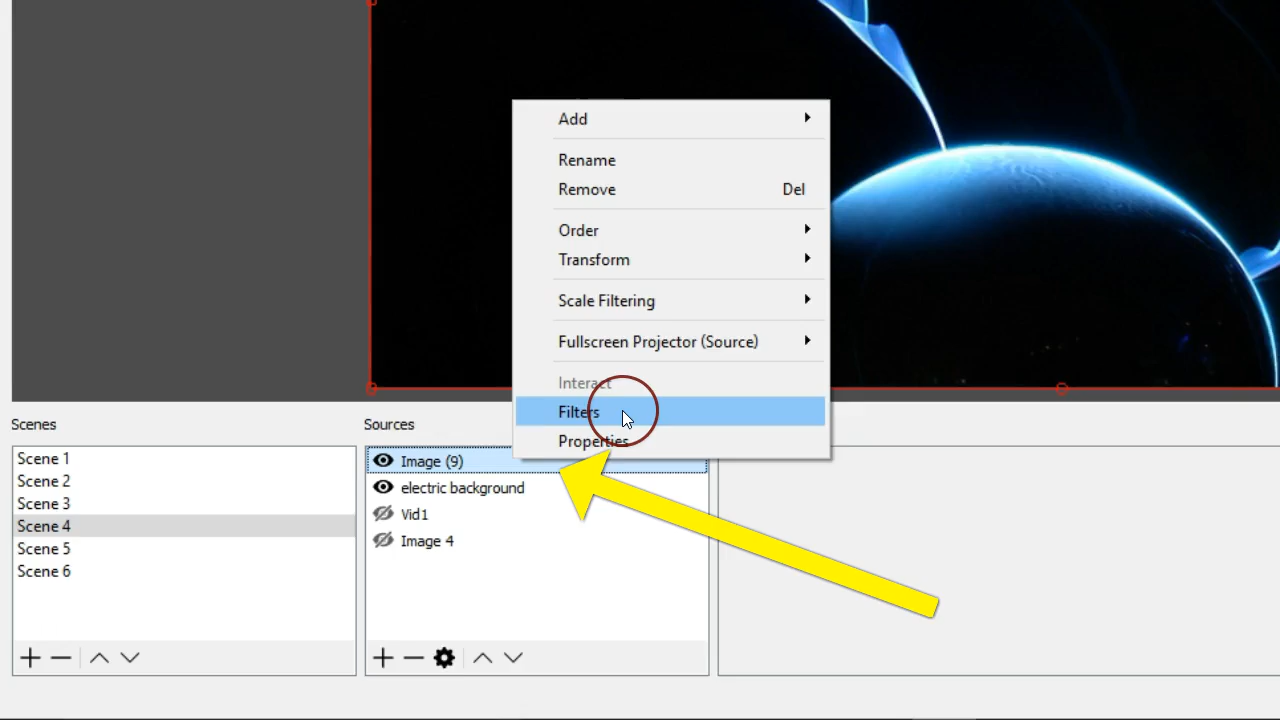 Add
Rename
Remove Del
Order
Transform
Scale Filtering
Fullscreen Projector (Source)
Interact
Filters
Properties
Scenes
Scene 1
Scene 2
Scene 3
Scene 4
Scene 5
Scene 6
Sources
Image (9)
electric background
Vid1
Image 4